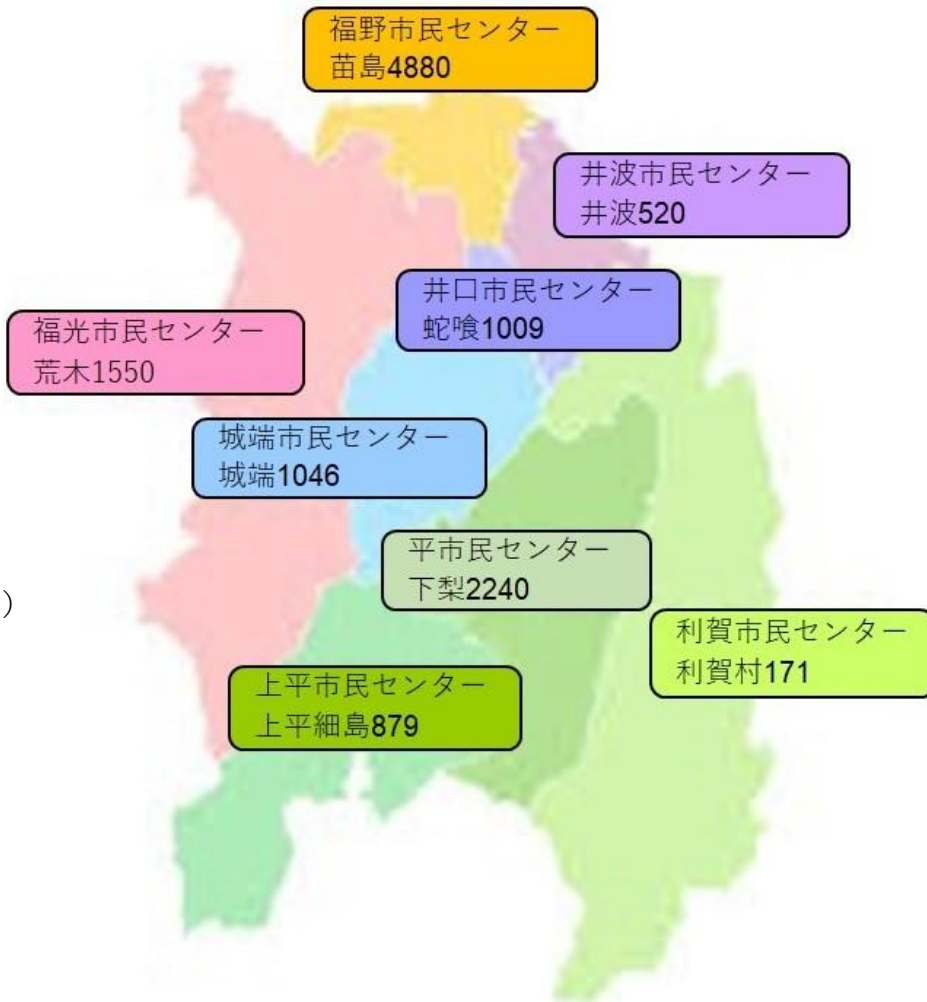 福野市民センター
苗島4880
井波市民センター
井波520
井口市民センター
蛇喰1009
福光市民センター
荒木1550
城端市民センター
城端1046
平市民センター
下梨2240
)
利賀市民センター
利賀村171
上平市民センター
上平細島879